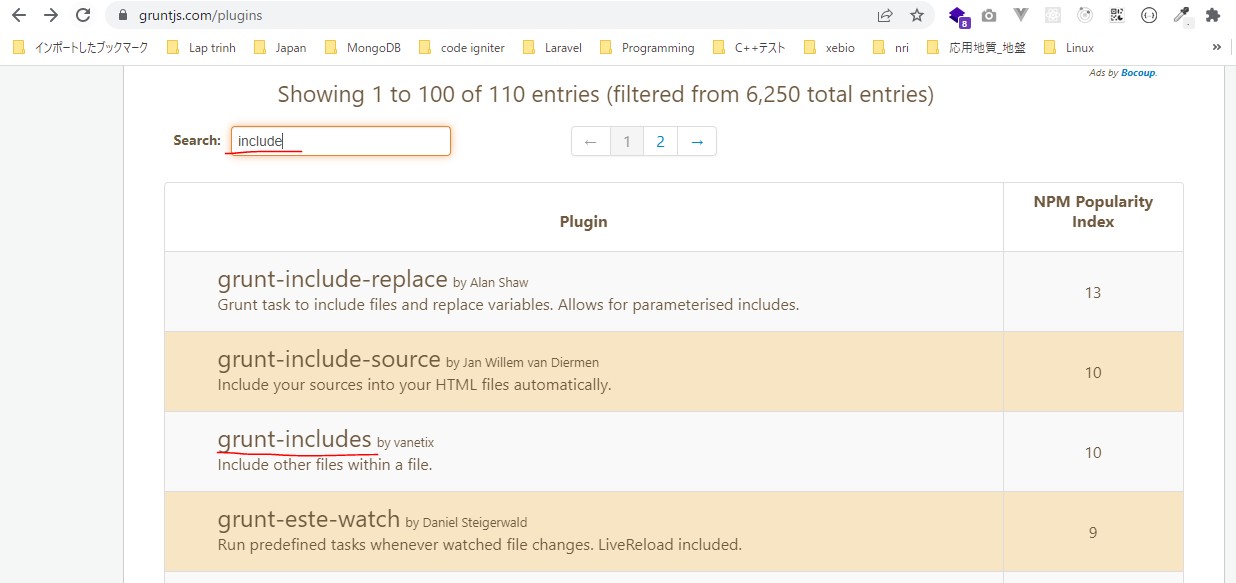 gruntjs.com/plugins
8
インポートしたブックマーク Lap trinh Japan MongoDB code igniter Laravel Programming C++テスト xebio nri 応用地質_地盤 Linux »
Ads by Bocoup.
Showing 1 to 100 of 110 entries (filtered from 6,250 total entries)
Search: include ← 1 2 →
Plugin NPM Popularity
Index
grunt-include-replace by Alan Shaw
Grunt task to include files and replace variables. Allows for parameterised includes.
13
grunt-include-source by Jan Willem van Diermen
Include your sources into your HTML files automatically.
10
grunt-includes by vanetix
Include other files within a file.
10
grunt-este-watch by Daniel Steigerwald
Run predefined tasks whenever watched file changes. LiveReload included.
9